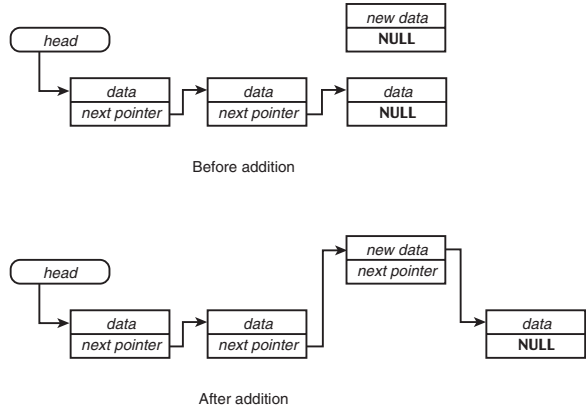 new data
NULL
head
data
next pointer
data
next pointer
data
NULL
Before addition
new data
next pointer
head
data
next pointer
data
next pointer
data
NULL
After addition